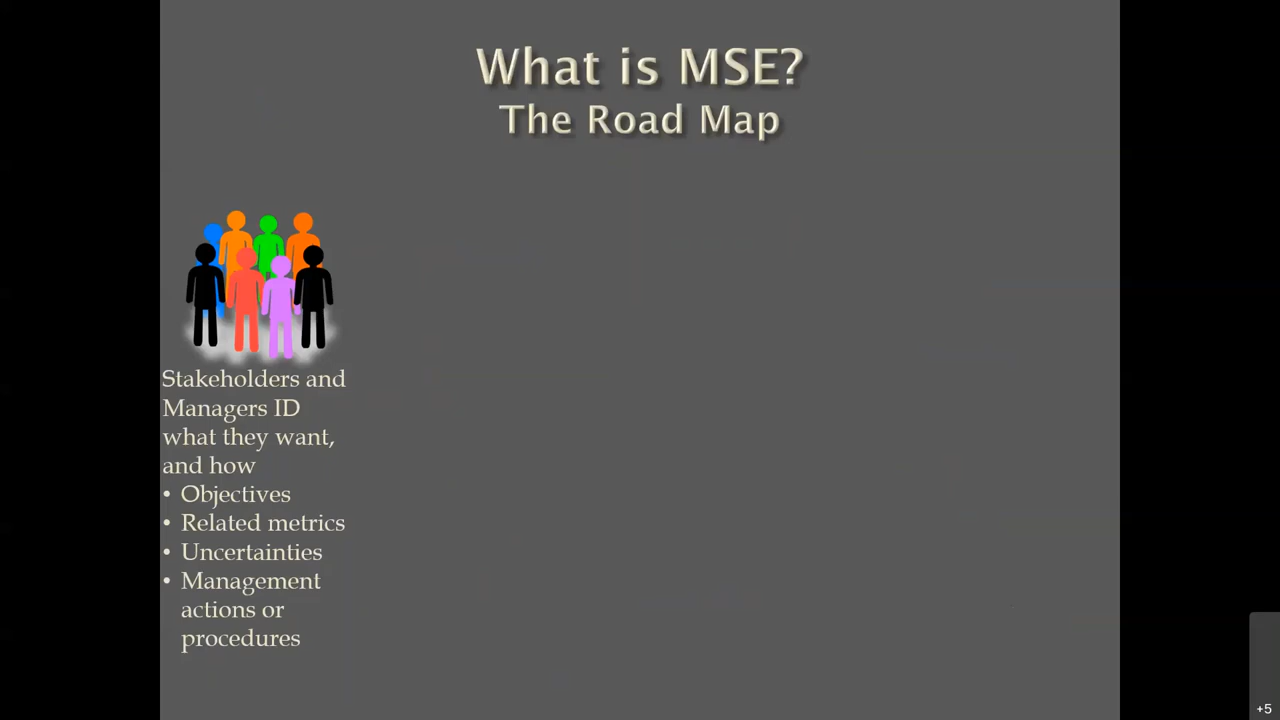 What is MSE?
The Road Map
Stakeholders and
Managers ID
what they want,
and how
• Objectives
• Related metrics
• Uncertainties
• Management
actions or
procedures
+5